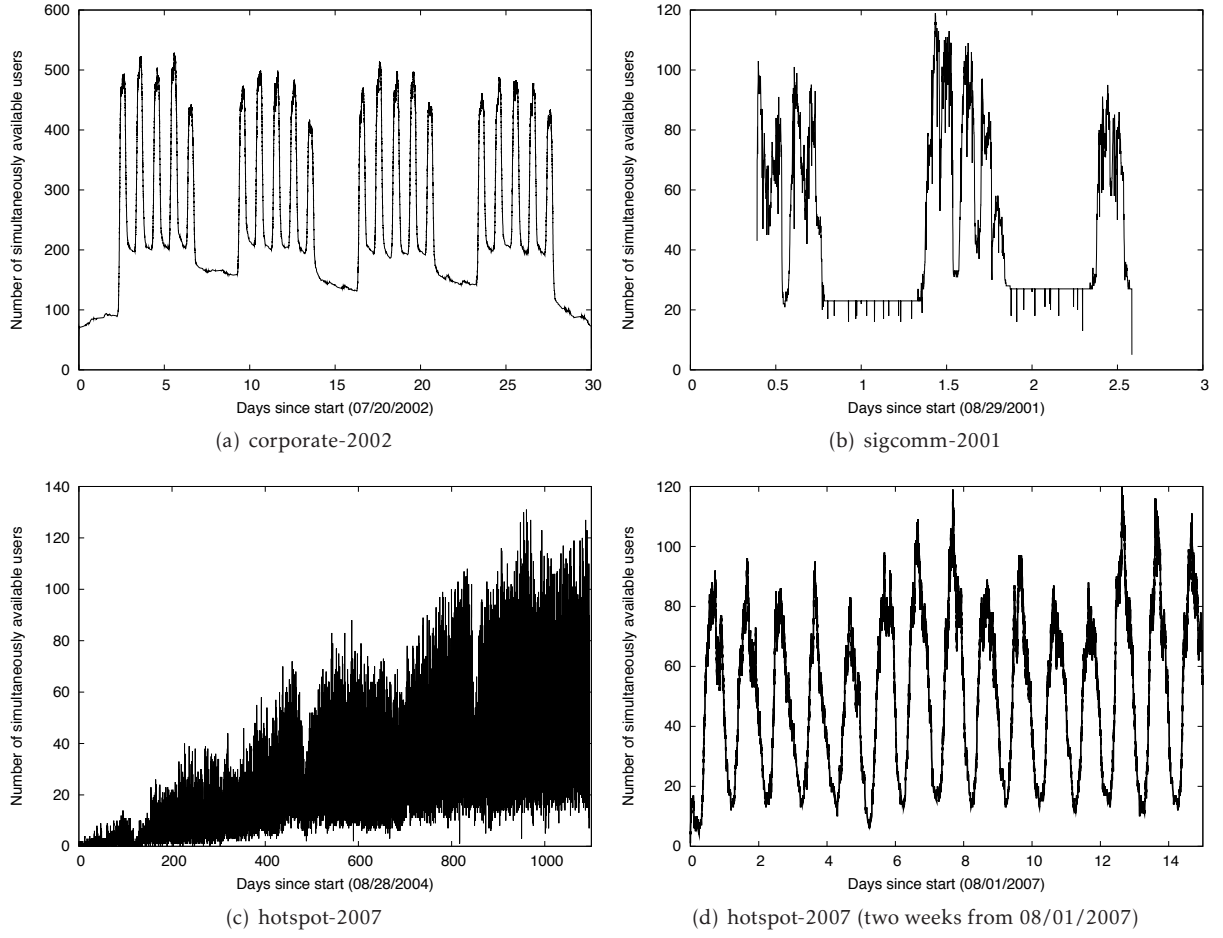 600
500
400
300
200
100
0
Number of simultaneously available users
0 5 10 15 20 25 30
Days since start (07/20/2002)
(a) corporate-2002
120
100
80
60
40
20
0
Number of simultaneously available users
0 0.5 1 1.5 2 2.5 3
Days since start (08/29/2001)
(b) sigcomm-2001
140
120
100
80
60
40
20
0
Number of simultaneously available users
0 200 400 600 800 1000
Days since start (08/28/2004)
(c) hotspot-2007
120
100
80
60
40
20
0
Number of simultaneously available users
0 2 4 6 8 10 12 14
Days since start (08/01/2007)
(d) hotspot-2007 (two weeks from 08/01/2007)